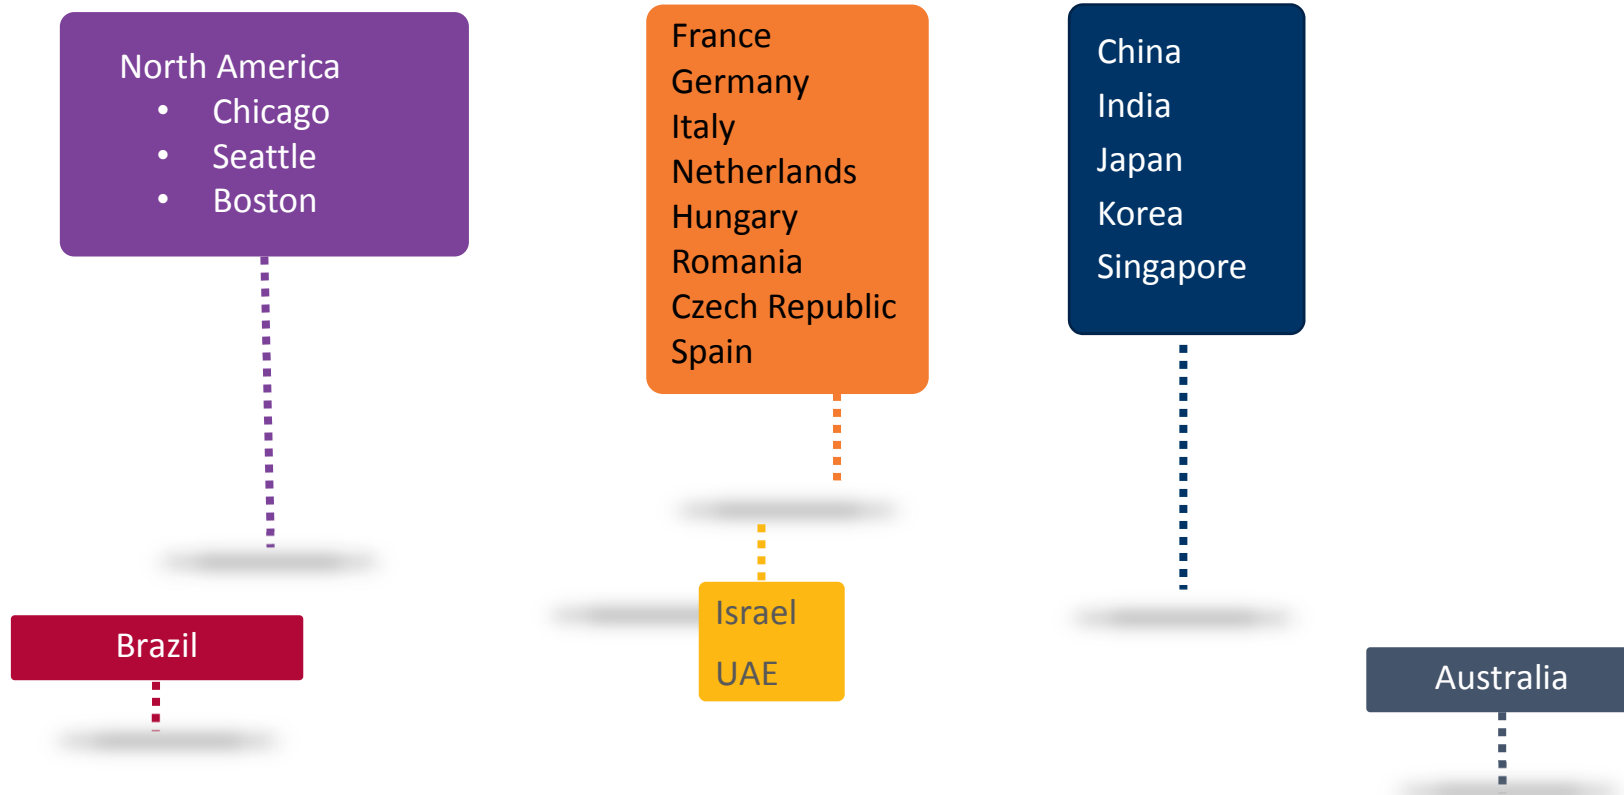 North America
• Chicago
• Seattle
• Boston
France
Germany
Italy
Netherlands
Hungary
Romania
Czech Republic
Spain
China
India
Japan
Korea
Singapore
Israel
UAE
Brazil
Australia